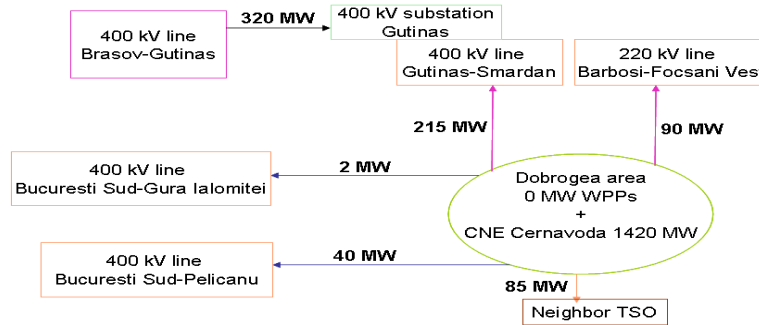 320 MW
400 kV line
Brasov-Gutinas
400 kV substation
Gutinas
400 kV line
Gutinas-Smardan
220 kV line
Barbosi-Focsani Vest
215 MW
90 MW
400 kV line
Bucuresti Sud-Gura Ialomitei
2 MW
Dobrogea area
0 MW WPPs
+
CNE Cernavoda 1420 MW
400 kV line
Bucuresti Sud-Pelicanu
40 MW
85 MW
Neighbor TSO